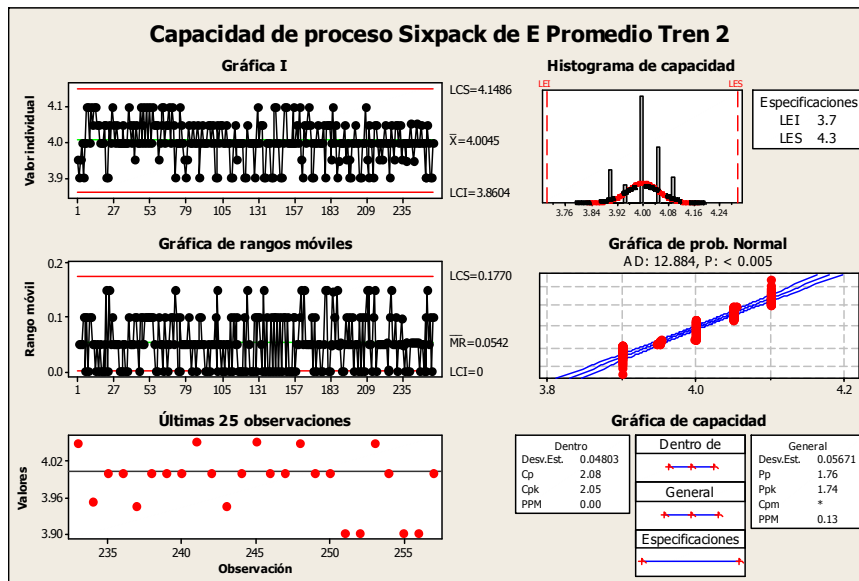 Capacidad de proceso Sixpack de E Promedio Tren 2
Gráfica I
Valor individual
4.1
4.0
3.9
1 27 53 79 105 131 157 183 209 235
LCS=4.1486
X=4.0045
LCI=3.8604
Histograma de capacidad
LEI LES
3.76 3.84 3.92 4.00 4.08 4.16 4.24
Especificaciones
LEI 3.7
LES 4.3
Gráfica de rangos móviles
Rango móvil
0.2
0.1
0.0
1 27 53 79 105 131 157 183 209 235
LCS=0.1770
MR=0.0542
LCI=0
Gráfica de prob. Normal
AD: 12.884, P: < 0.005
3.8 4.0 4.2
Últimas 25 observaciones
Valores
4.02
3.96
3.90
235 240 245 250 255
Observación
Gráfica de capacidad
Dentro
Desv.Est. 0.04803
Cp 2.08
Cpk 2.05
PPM 0.00
Dentro de
General
Especificaciones
General
Desv.Est. 0.05671
Pp 1.76
Ppk 1.74
Cpm *
PPM 0.13